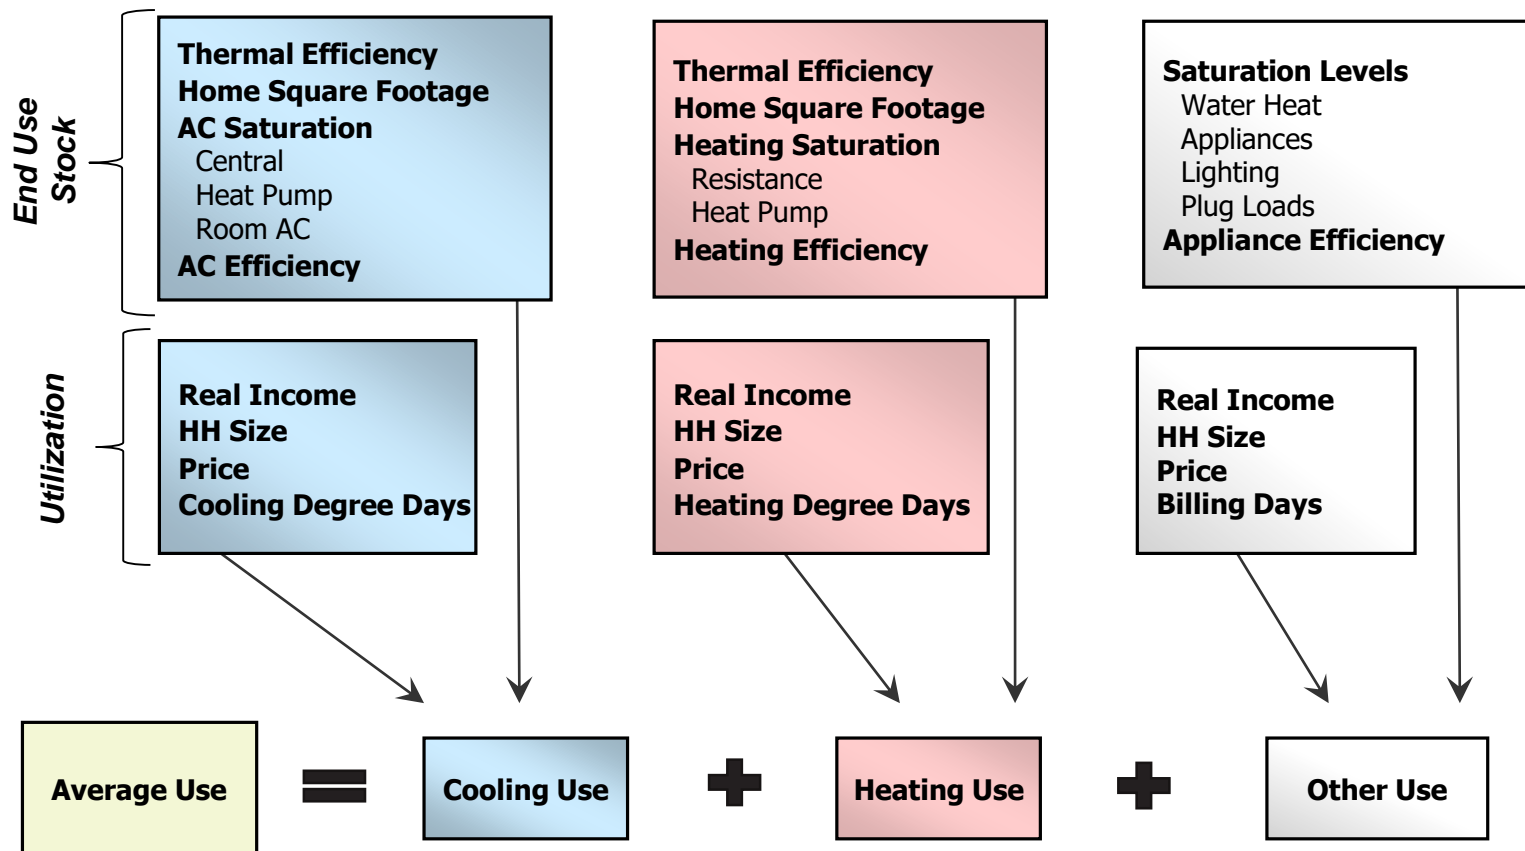 End Use
Stock
Thermal Efficiency
Home Square Footage
AC Saturation
Central
Heat Pump
Room AC
AC Efficiency
Thermal Efficiency
Home Square Footage
Heating Saturation
Resistance
Heat Pump
Heating Efficiency
Saturation Levels
Water Heat
Appliances
Lighting
Plug Loads
Appliance Efficiency
Utilization
Real Income
HH Size
Price
Cooling Degree Days
Real Income
HH Size
Price
Heating Degree Days
Real Income
HH Size
Price
Billing Days
Average Use
=
Cooling Use
+
Heating Use
+
Other Use